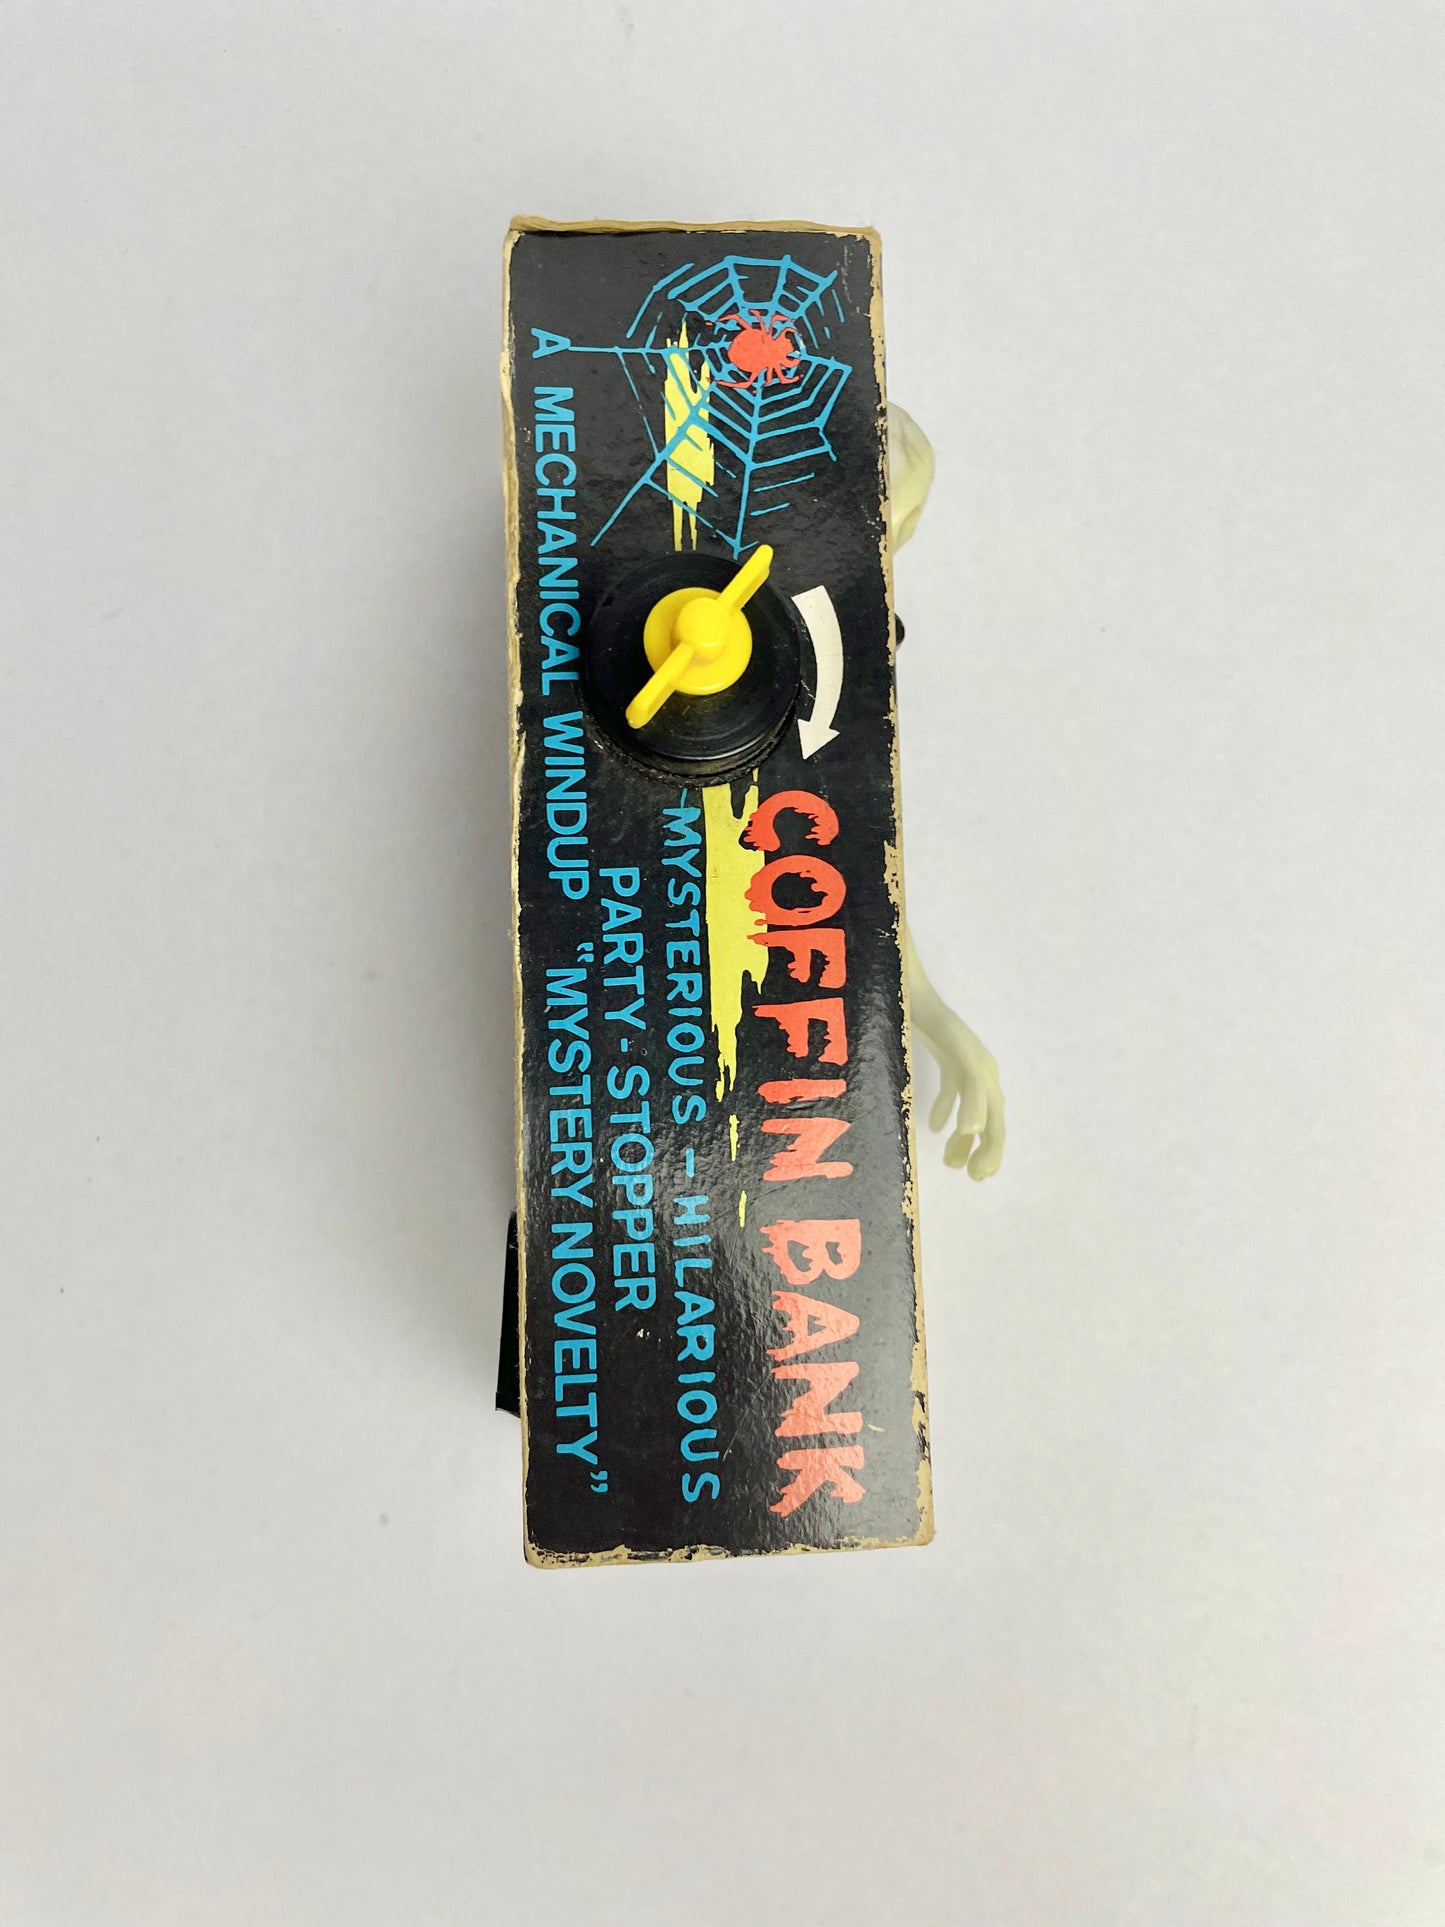 COFFIN BANK
-MYSTERIOUS - HILARIOUS
PARTY-STOPPER
A MECHANICAL WINDUP "MYSTERY NOVELTY"